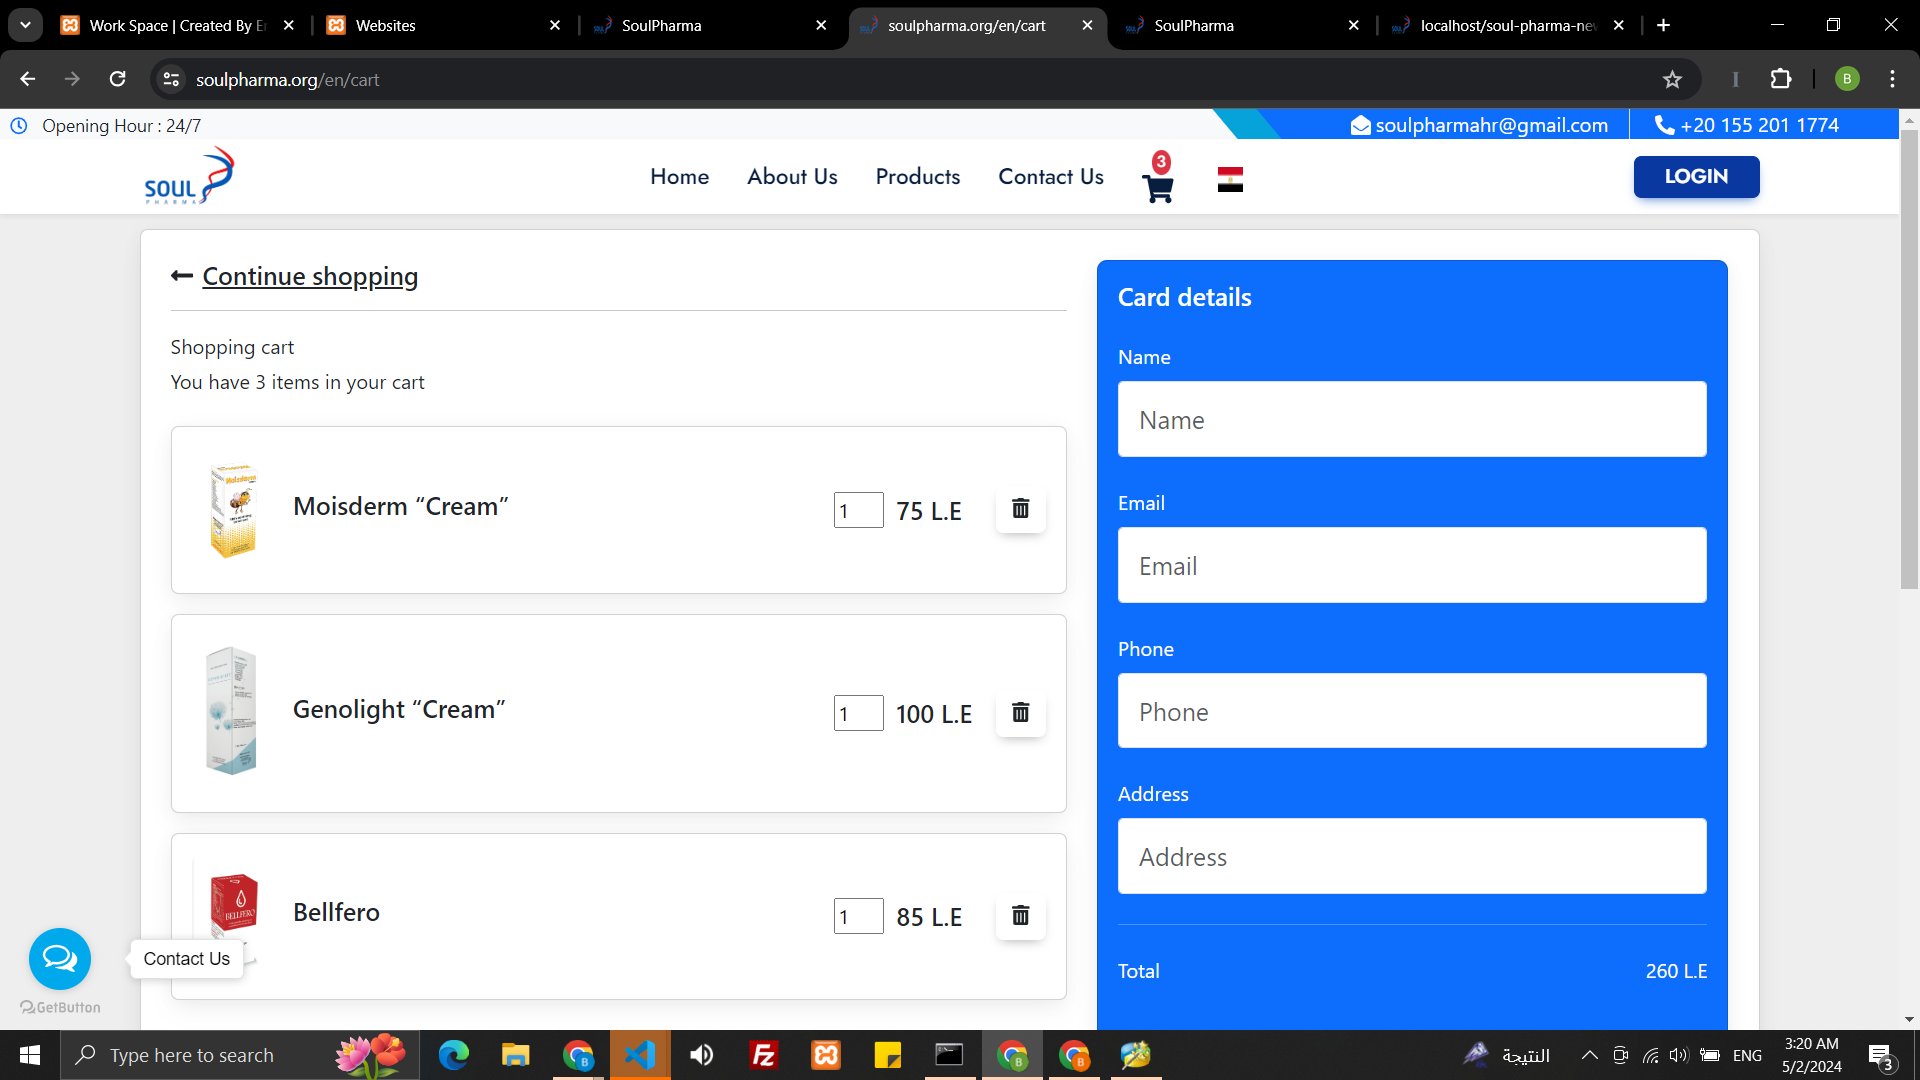 Work Space | Created By Er
Websites
SoulPharma
soulpharma.org/en/cart
SoulPharma
localhost/soul-pharma-nev
soulpharma.org/en/cart
B
Opening Hour : 24/7
soulpharmahr@gmail.com
+20 155 201 1774
SOUL
PHARMA
Home
About Us
Products
Contact Us
3
LOGIN
Continue shopping
Shopping cart
You have 3 items in your cart
Moisderm “Cream”
1
75 L.E
Genolight “Cream”
1
100 L.E
BELLFERO
Bellfero
1
85 L.E
Card details
Name
Name
Email
Email
Phone
Phone
Address
Address
Total
260 L.E
Contact Us
GetButton
Type here to search
النتيجة
ENG
3:20 AM
5/2/2024
3